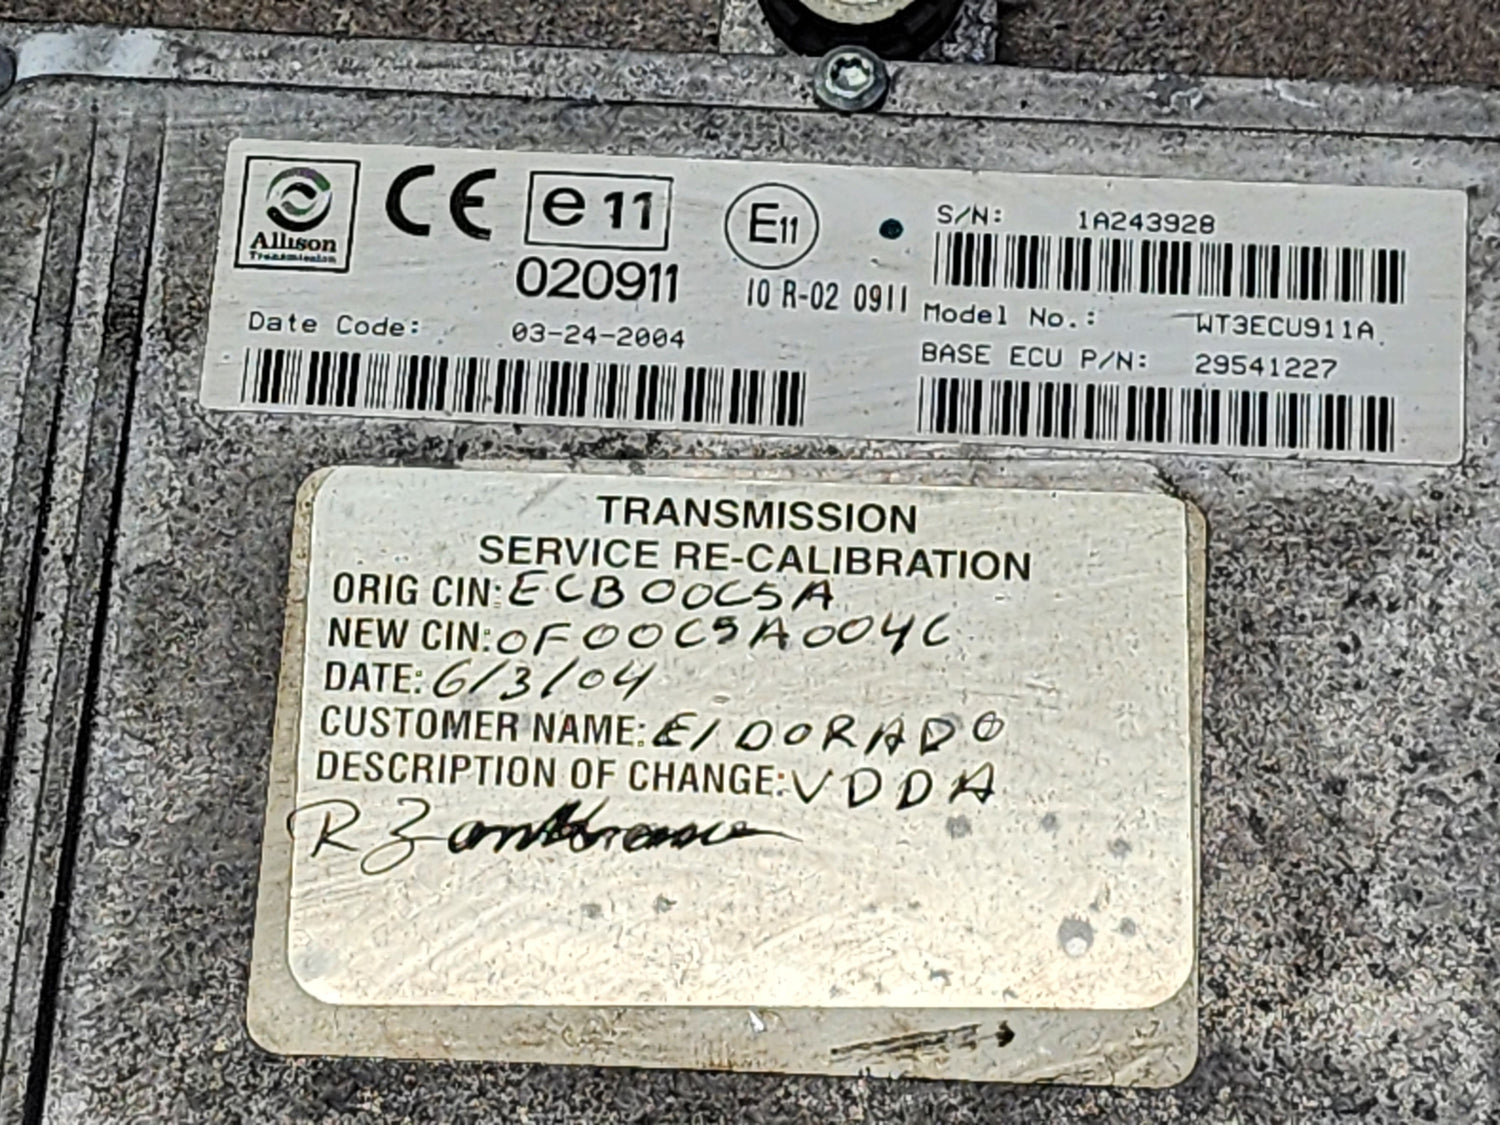 Allison
Transmission
CE
e 11
020911
E11
10 R-02 0911
Date Code: 03-24-2004
S/N: 1A243928
Model No.: WT3ECU911A
BASE ECU P/N: 29541227
TRANSMISSION
SERVICE RE-CALIBRATION
ORIG CIN: ECB00C5A
NEW CIN: 0F00C5A004C
DATE: 6/3/04
CUSTOMER NAME: ElDORADO
DESCRIPTION OF CHANGE: VDDA